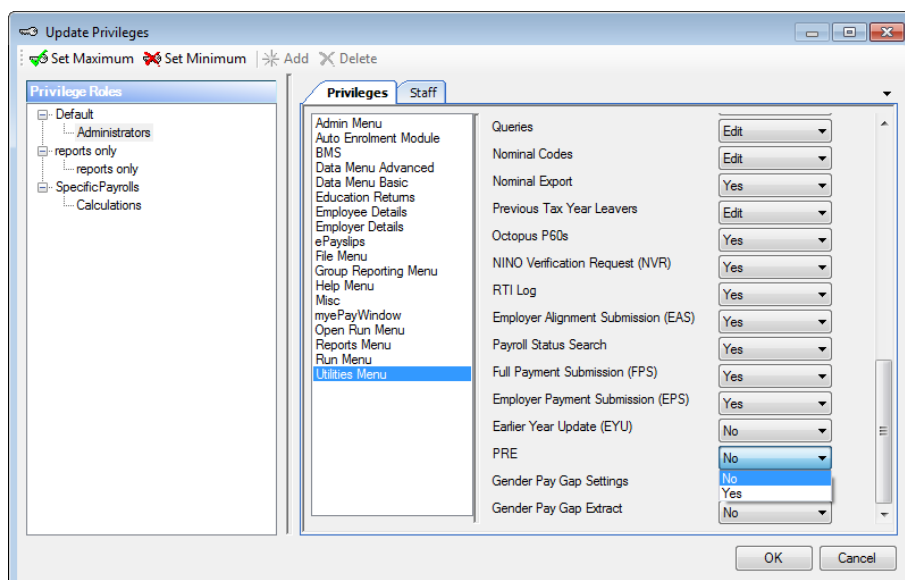 Update Privileges
Set Maximum Set Minimum Add Delete
Privilege Roles
Default
Administrators
reports only
reports only
SpecificPayrolls
Calculations
Privileges Staff
Admin Menu
Auto Enrolment Module
BMS
Data Menu Advanced
Data Menu Basic
Education Returns
Employee Details
Employer Details
ePayslips
File Menu
Group Reporting Menu
Help Menu
Misc
myePayWindow
Open Run Menu
Reports Menu
Run Menu
Utilities Menu
Queries Edit
Nominal Codes Edit
Nominal Export Yes
Previous Tax Year Leavers Edit
Octopus P60s Yes
NINO Verification Request (NVR) Yes
RTI Log Yes
Employer Alignment Submission (EAS) Yes
Payroll Status Search Yes
Full Payment Submission (FPS) Yes
Employer Payment Submission (EPS) Yes
Earlier Year Update (EYU) No
PRE No
Gender Pay Gap Settings No
Yes
Gender Pay Gap Extract No
OK Cancel